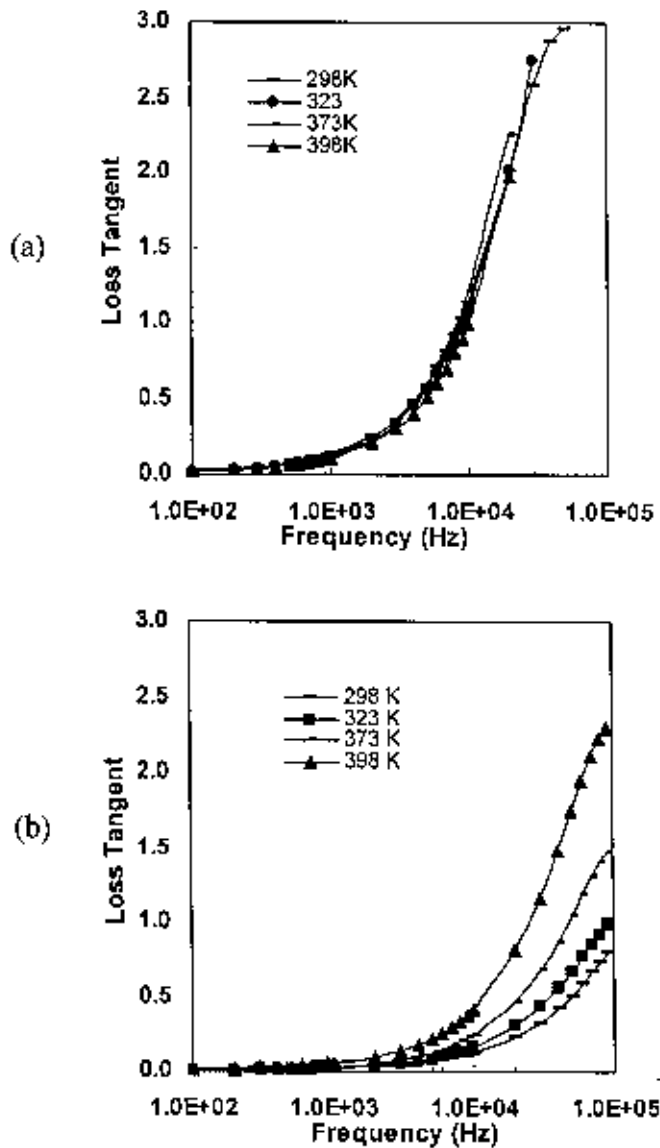 (a)
Loss Tangent
3.0
2.5
2.0
1.5
1.0
0.5
0.0
298K
323
373K
398K
1.0E+02 1.0E+03 1.0E+04 1.0E+05
Frequency (Hz)
(b)
Loss Tangent
3.0
2.5
2.0
1.5
1.0
0.5
0.0
298 K
323 K
373 K
398 K
1.0E+02 1.0E+03 1.0E+04 1.0E+05
Frequency (Hz)